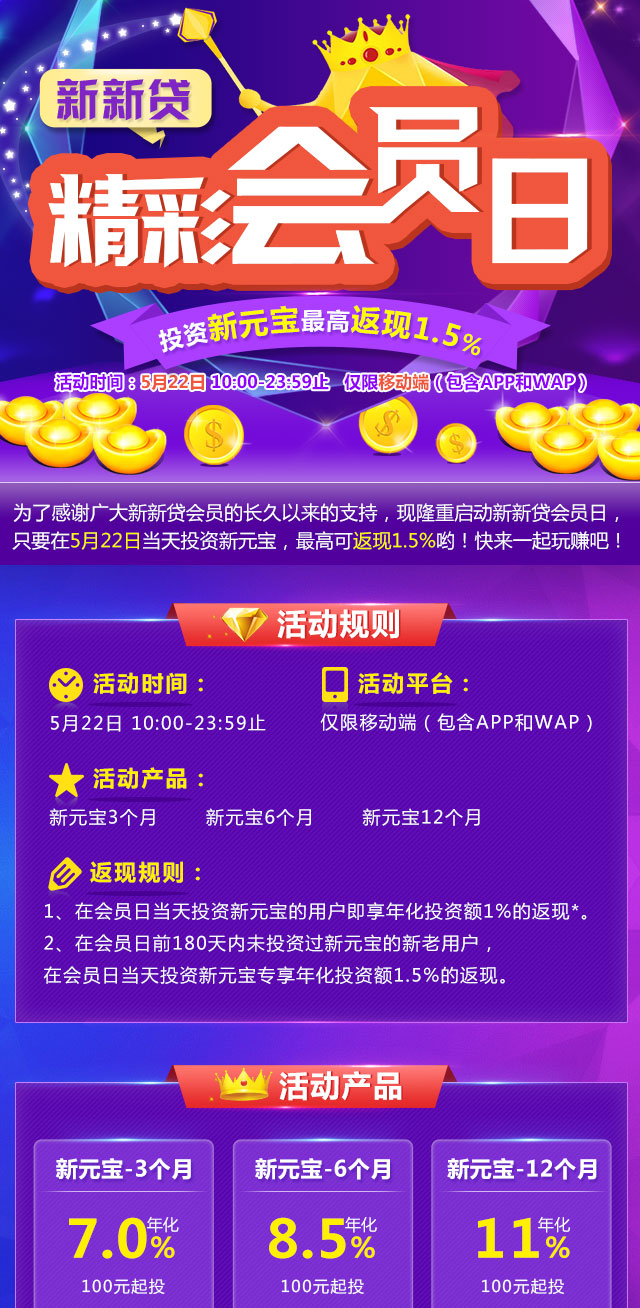 新新贷
精彩会员日
投资新元宝最高返现1.5%
活动时间：5月22日 10:00-23:59止 仅限移动端（包含APP和WAP）
为了感谢广大新新贷会员的长久以来的支持，现隆重启动新新贷会员日，
只要在5月22日当天投资新元宝，最高可返现1.5%哟！快来一起玩赚吧！
活动规则
活动时间： 活动平台：
5月22日 10:00-23:59止 仅限移动端（包含APP和WAP）
活动产品：
新元宝3个月 新元宝6个月 新元宝12个月
返现规则：
1、在会员日当天投资新元宝的用户即享年化投资额1%的返现*。
2、在会员日前180天内未投资过新元宝的新老用户，
在会员日当天投资新元宝专享年化投资额1.5%的返现。
活动产品
新元宝-3个月 新元宝-6个月 新元宝-12个月
7.0%年化 8.5%年化 11%年化
100元起投 100元起投 100元起投